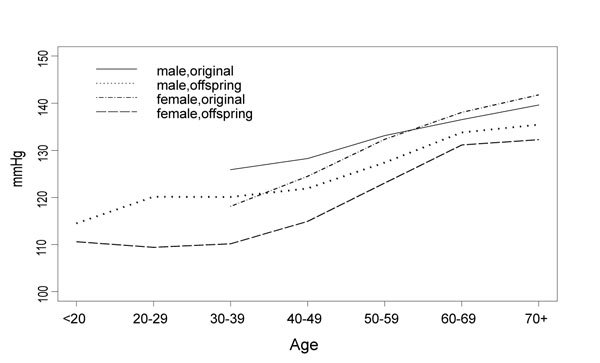 male,original
male,offspring
female,original
female,offspring
mmHg
150
140
130
120
110
100
<20 20-29 30-39 40-49 50-59 60-69 70+
Age